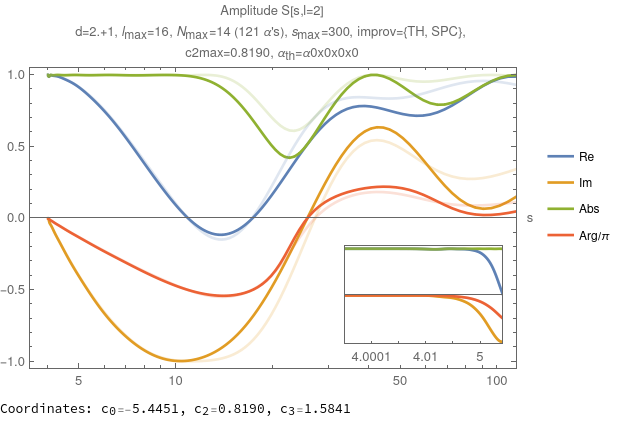 Amplitude S[s,l=2]
d=2.+1, lmax=16, Nmax=14 (121 α's), smax=300, improv={TH, SPC},
c2max=0.8190, αth=α0x0x0x0
1.0
0.5
0.0
-0.5
-1.0
s
5
10
50
100
4.0001
4.01
5
Re
Im
Abs
Arg/π
Coordinates: c0=-5.4451, c2=0.8190, c3=1.5841